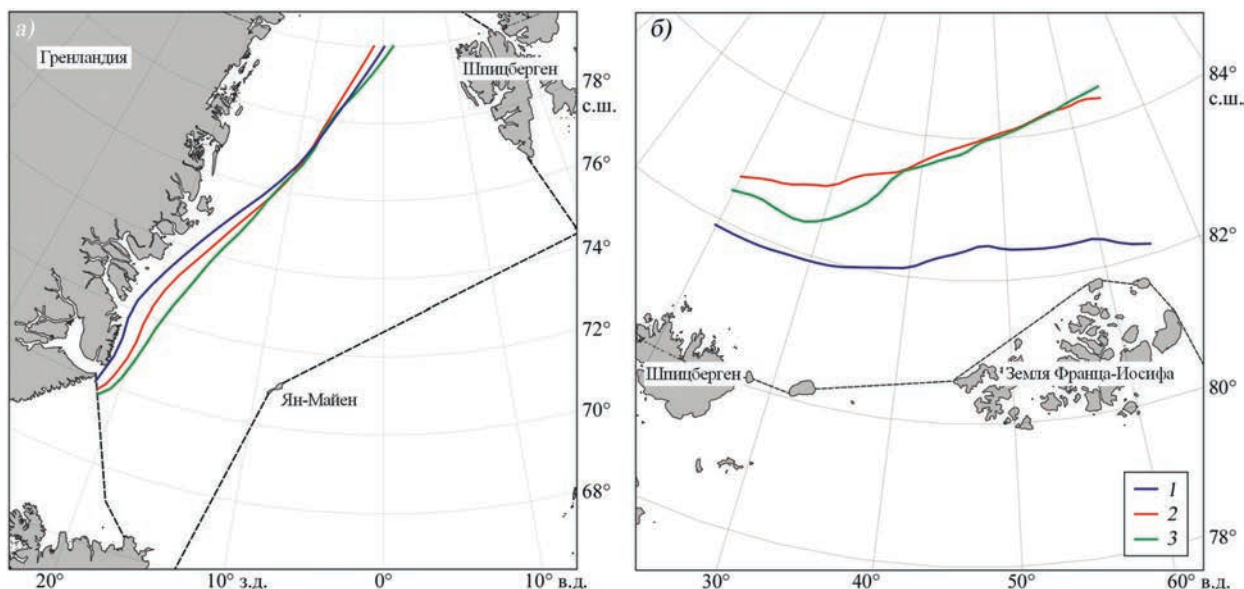 а)
Гренландия
Шпицберген
78°
с.ш.
76°
74°
72°
70°
68°
Ян-Майен
20°
10° з.д.
0°
10° в.д.
б)
84°
с.ш.
82°
80°
78°
Шпицберген
Земля Франца-Иосифа
1
2
3
30°
40°
50°
60° в.д.